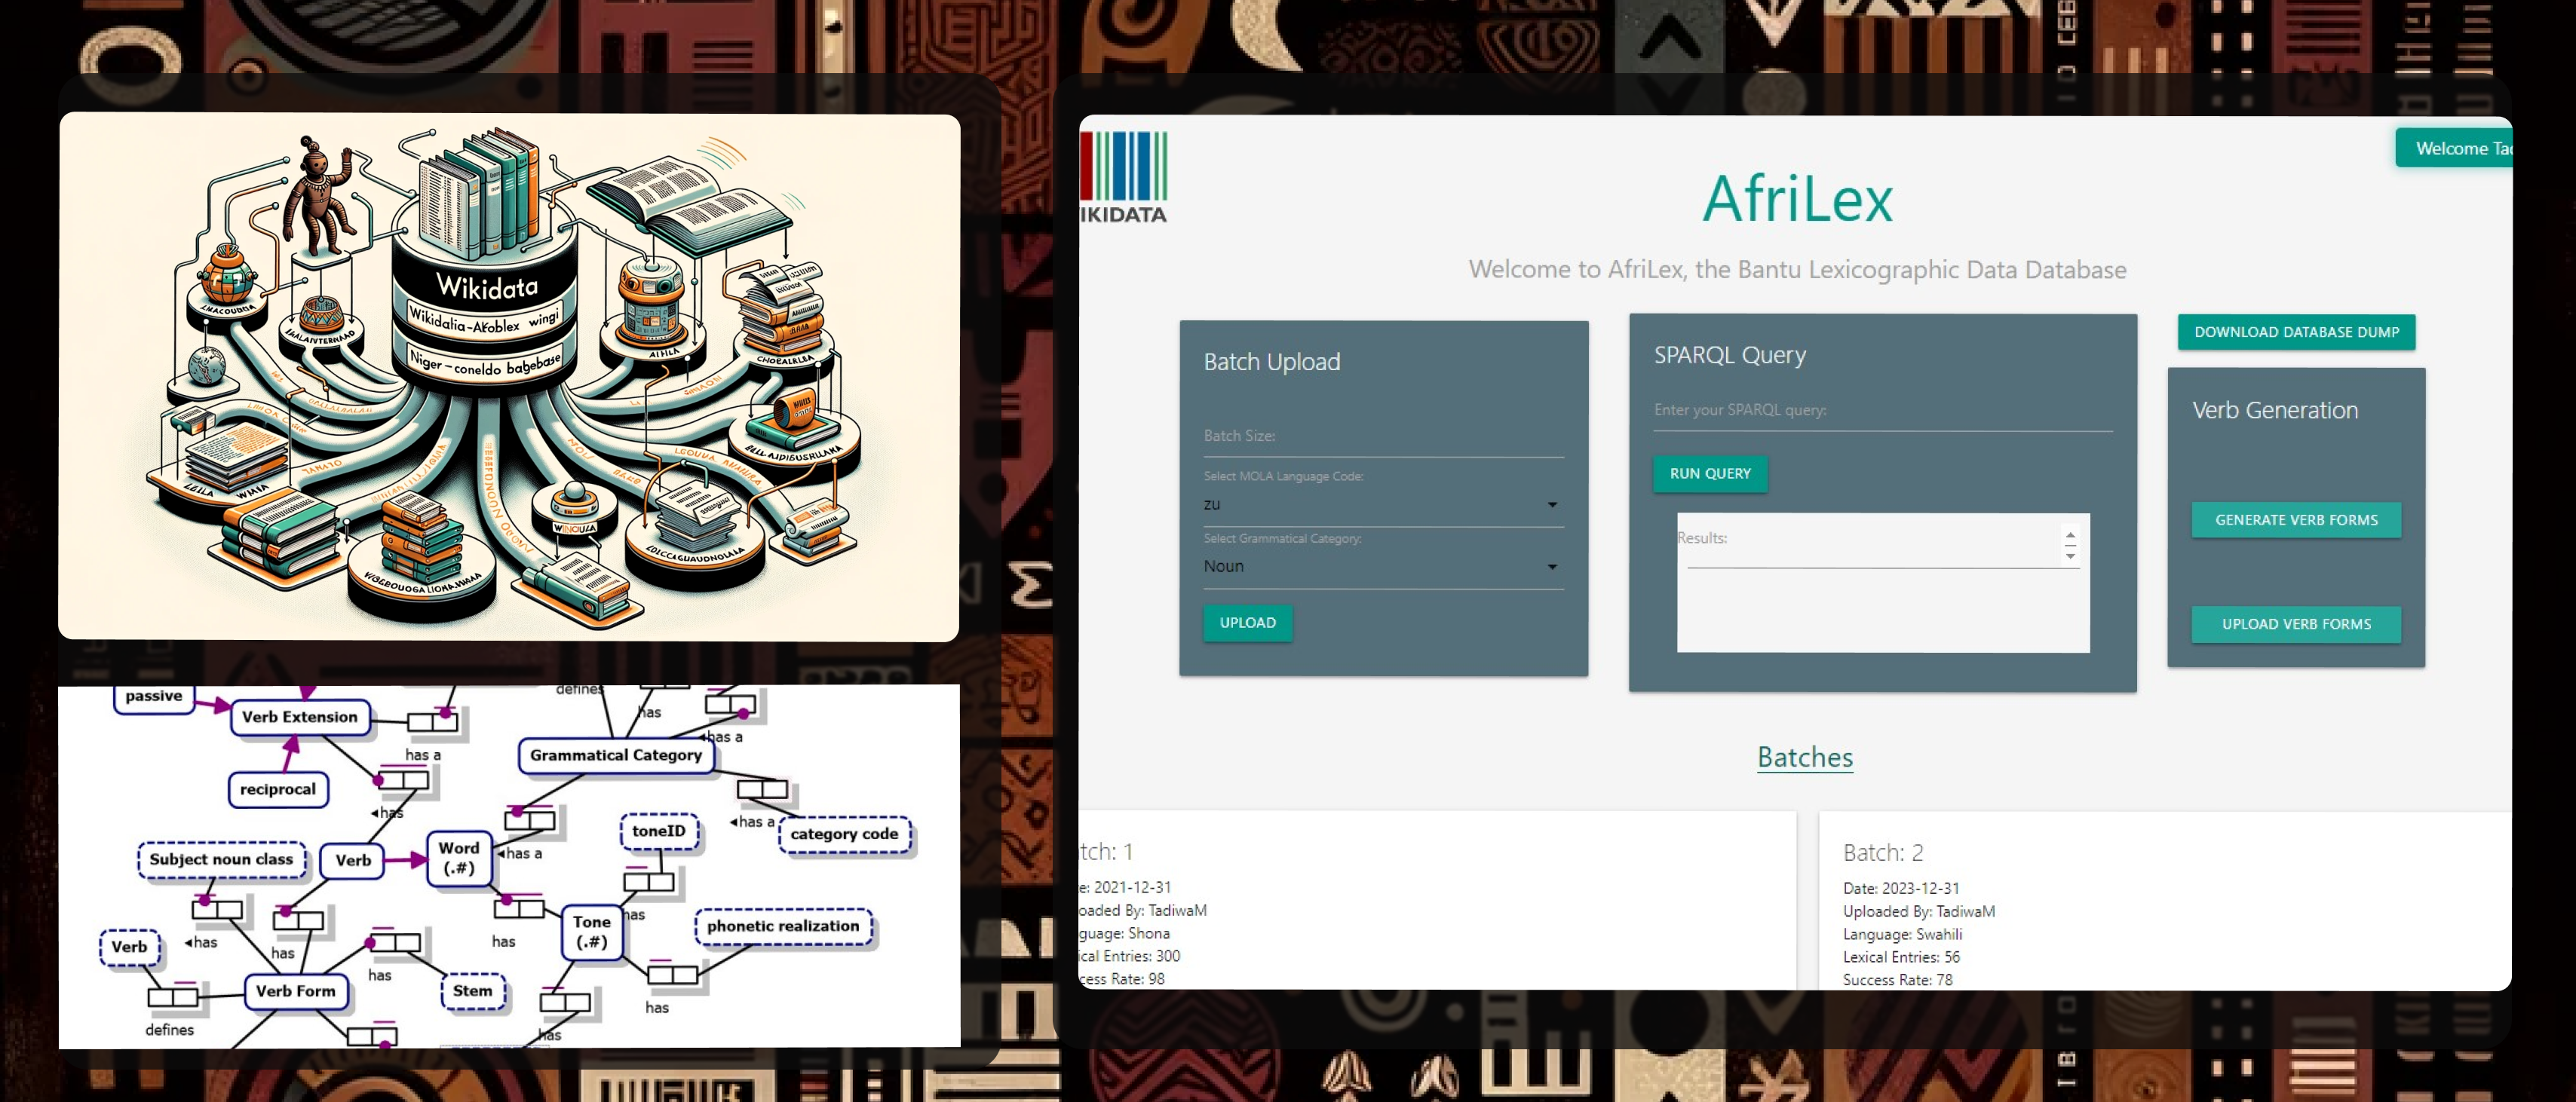 Wikidata
Wikidalia-Akoblex wingi
Niger-coneldo bagebase
AIHLA
WINOULA
passive
Verb Extension
defines
has
has a
Grammatical Category
has a
reciprocal
has
has a
category code
toneID
Subject noun class
Verb
Word
(.#)
has a
has
Tone
(.#)
has
phonetic realization
Verb
has
has
has
Stem
Verb Form
has
defines
has
IKIDATA
Welcome Tad
AfriLex
Welcome to AfriLex, the Bantu Lexicographic Data Database
Batch Upload
Batch Size:
Select MOLA Language Code:
zu
Select Grammatical Category:
Noun
UPLOAD
SPARQL Query
Enter your SPARQL query:
RUN QUERY
Results:
DOWNLOAD DATABASE DUMP
Verb Generation
GENERATE VERB FORMS
UPLOAD VERB FORMS
Batches
tch: 1
e: 2021-12-31
oaded By: TadiwaM
guage: Shona
ical Entries: 300
cess Rate: 98
Batch: 2
Date: 2023-12-31
Uploaded By: TadiwaM
Language: Swahili
Lexical Entries: 56
Success Rate: 78